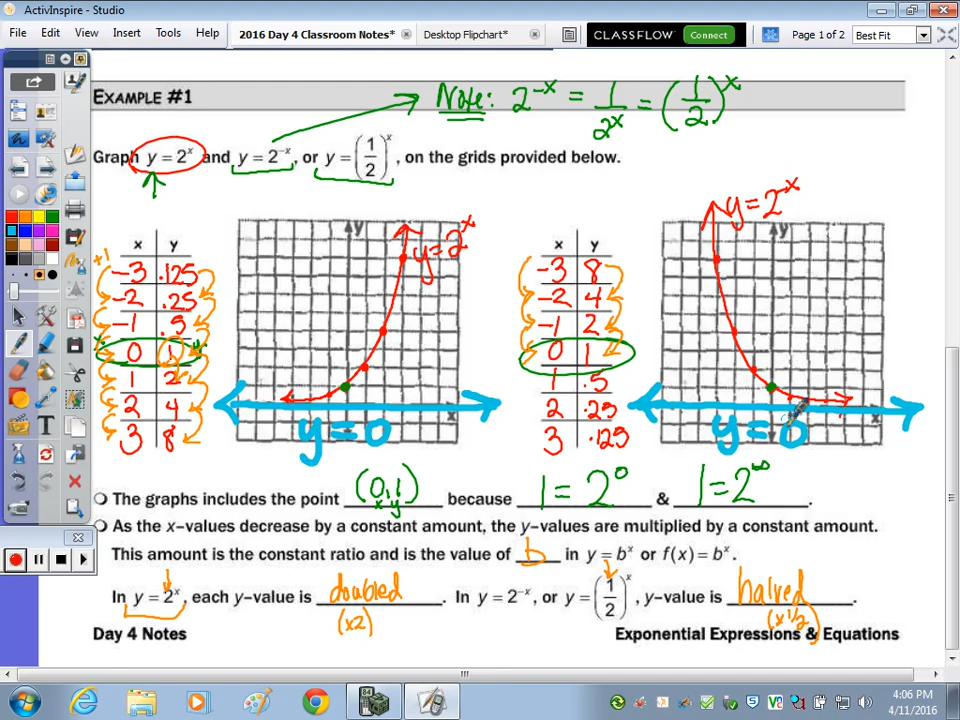 ActivInspire - Studio
File Edit View Insert Tools Help 2016 Day 4 Classroom Notes* Desktop Flipchart* CLASSFLOW Connect Page 1 of 2 Best Fit
EXAMPLE #1 Note: 2^-x = 1/2^x = (1/2)^x
Graph y = 2^x and y = 2^-x, or y = (1/2)^x, on the grids provided below.
y = 2^-x
y = 2^x
x y y x y y
+1
-3 .125 -3 8
-2 .25 -2 4
-1 .5 -1 2
0 1 0 1
1 2 1 .5
2 4 x 2 .25 x
3 8 y = 0 3 .125 y = 0
The graphs includes the point (0,1) because 1 = 2^0 & 1 = 2^-0.
x y
As the x-values decrease by a constant amount, the y-values are multiplied by a constant amount.
This amount is the constant ratio and is the value of b in y = b^x or f(x) = b^x.
In y = 2^x, each y-value is doubled. In y = 2^-x, or y = (1/2)^x, y-value is halved.
(x2) (x 1/2)
Day 4 Notes Exponential Expressions & Equations
4:06 PM
4/11/2016